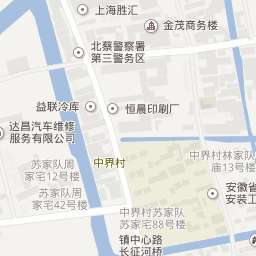 上海胜汇
金茂商务楼
北蔡警察署
第三警务区
益联冷库
恒晨印刷厂
达昌汽车维修
服务有限公司
中界村
中界村林家队
庙13号楼
苏家队周
家宅12号楼
苏家队周
家宅42号楼
安徽省
安装工
中界村苏家队
苏家宅88号楼
镇中心路
长征河桥